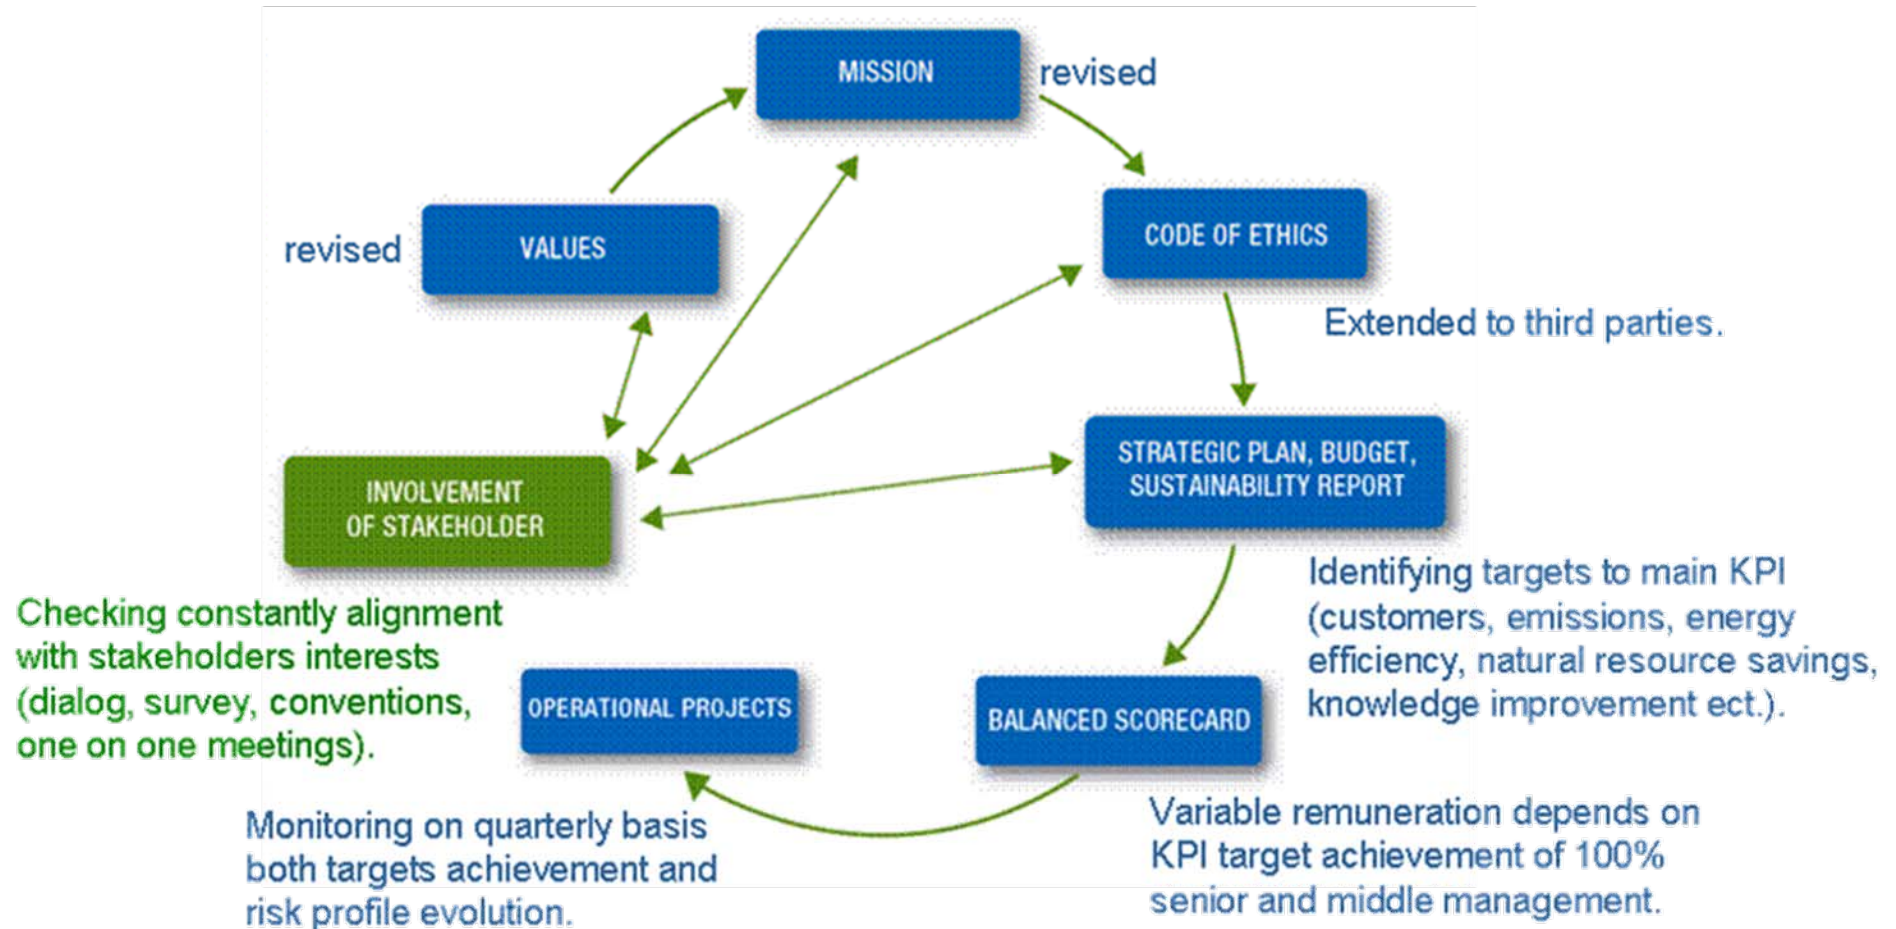 MISSION
revised
revised
VALUES
CODE OF ETHICS
Extended to third parties.
STRATEGIC PLAN, BUDGET,
SUSTAINABILITY REPORT
INVOLVEMENT
OF STAKEHOLDER
Identifying targets to main KPI
(customers, emissions, energy
efficiency, natural resource savings,
knowledge improvement ect.).
Checking constantly alignment
with stakeholders interests
(dialog, survey, conventions,
one on one meetings).
OPERATIONAL PROJECTS
BALANCED SCORECARD
Monitoring on quarterly basis
both targets achievement and
risk profile evolution.
Variable remuneration depends on
KPI target achievement of 100%
senior and middle management.